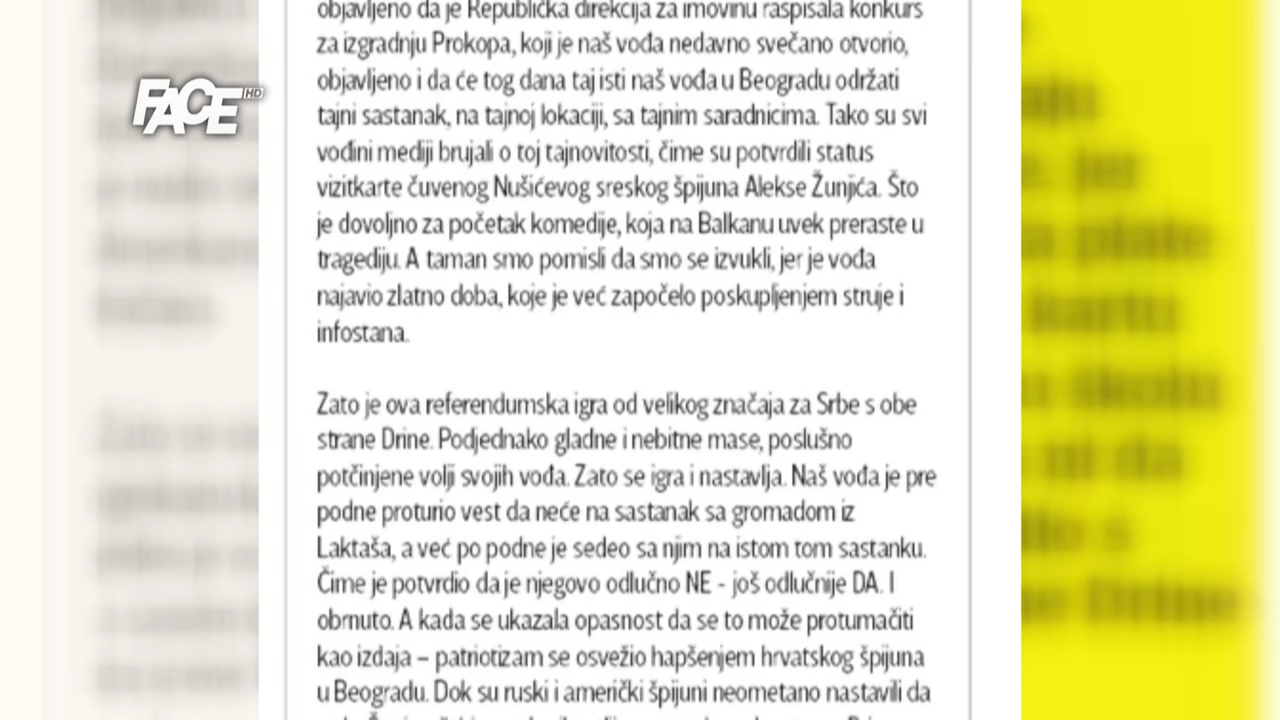 FACE HD
objavljeno da je Republička direkcija za imovinu raspisala konkurs
za izgradnju Prokopa, koji je naš vođa nedavno svečano otvorio,
objavljeno i da će tog dana taj isti naš vođa u Beogradu održati
tajni sastanak, na tajnoj lokaciji, sa tajnim saradnicima. Tako su svi
vođini mediji brujali o toj tajnovitosti, čime su potvrdili status
vizitkarte čuvenog Nušićevog sreskog špijuna Alekse Žunjića. Što
je dovoljno za početak komedije, koja na Balkanu uvek preraste u
tragediju. A taman smo pomisli da smo se izvukli, jer je vođa
najavio zlatno doba, koje je već započelo poskupljenjem struje i
infostana.
Zato je ova referendumska igra od velikog značaja za Srbe s obe
strane Drine. Podjednako gladne i nebitne mase, poslušno
potčinjene volji svojih vođa. Zato se igra i nastavlja. Naš vođa je pre
podne proturio vest da neće na sastanak sa gromadom iz
Laktaša, a već po podne je sedeo sa njim na istom tom sastanku.
Čime je potvrdio da je njegovo odlučno NE - još odlučnije DA. I
obrnuto. A kada se ukazala opasnost da se to može protumačiti
kao izdaja – patriotizam se osvežio hapšenjem hrvatskog špijuna
u Beogradu. Dok su ruski i američki špijuni neometano nastavili da